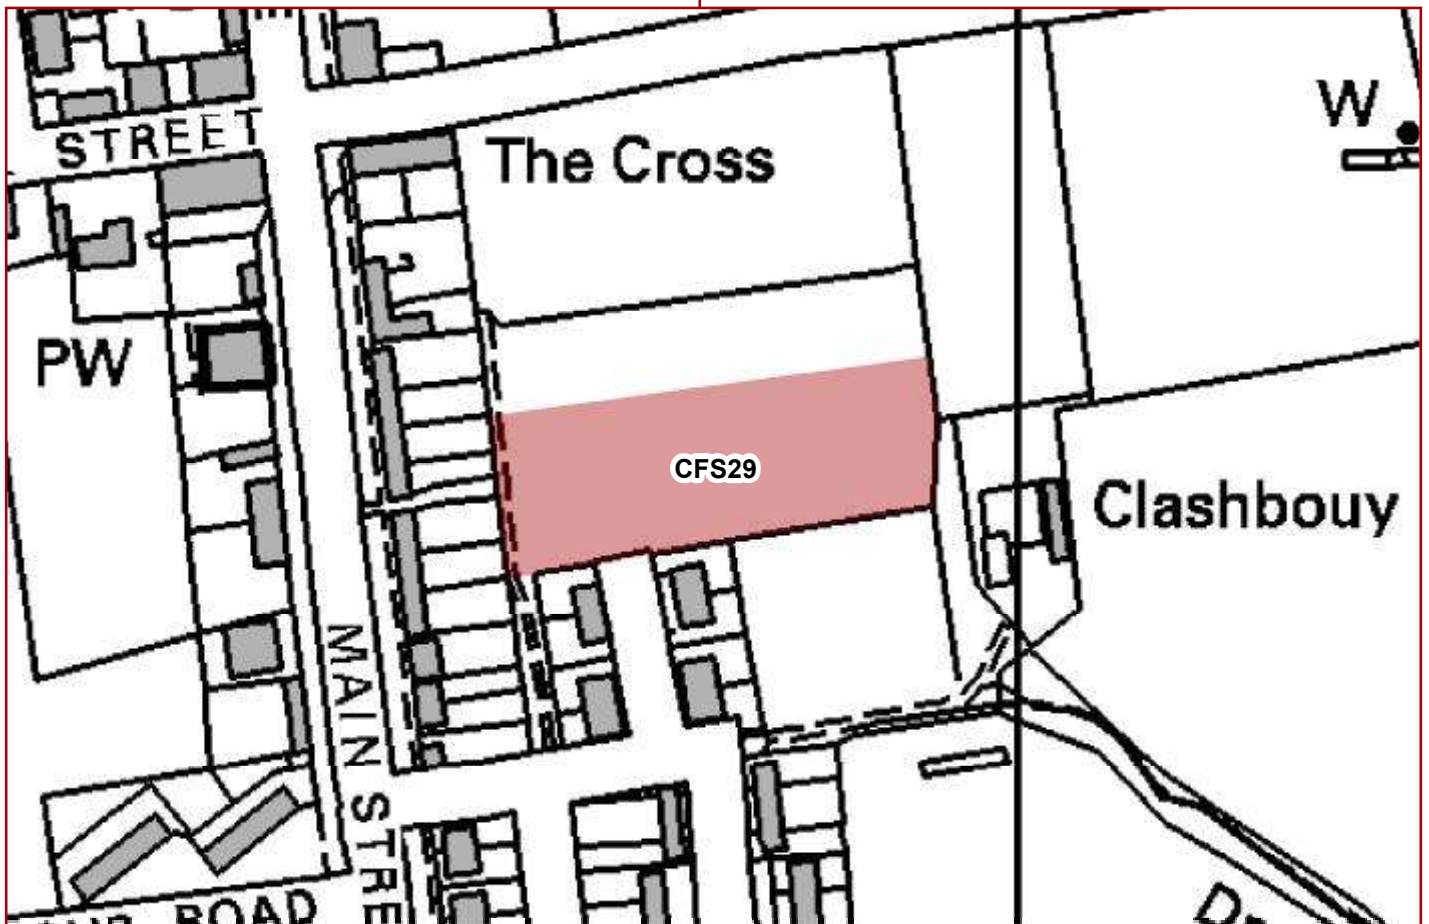 STREET
The Cross
W
PW
CFS29
Clashbouy
MAIN STRE
ROAD